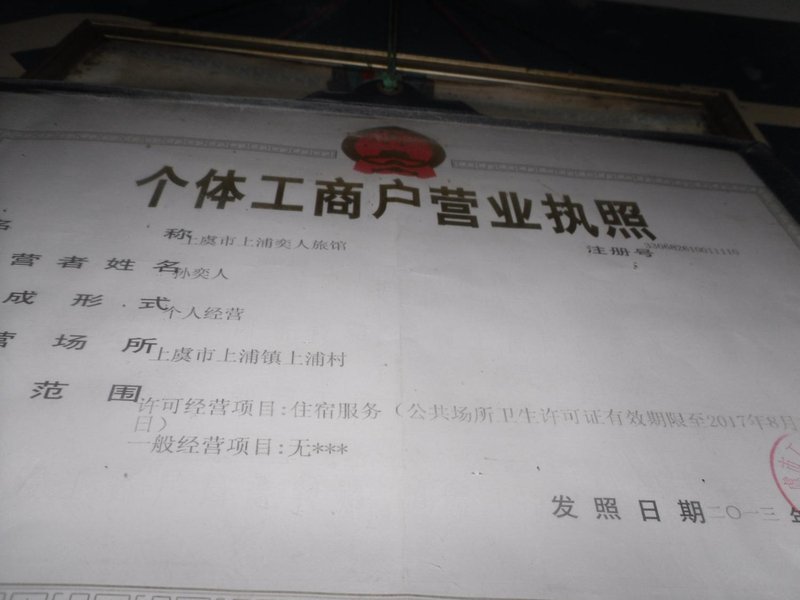 个体工商户营业执照
注册号 330682610011110
名 称 上虞市上浦奕人旅馆
营者姓名 孙奕人
成形式 个人经营
营场所 上虞市上浦镇上浦村
范围 许可经营项目:住宿服务（公共场所卫生许可证有效期限至2017年8月
日）
一般经营项目:无***
发照日期 二〇一三 年